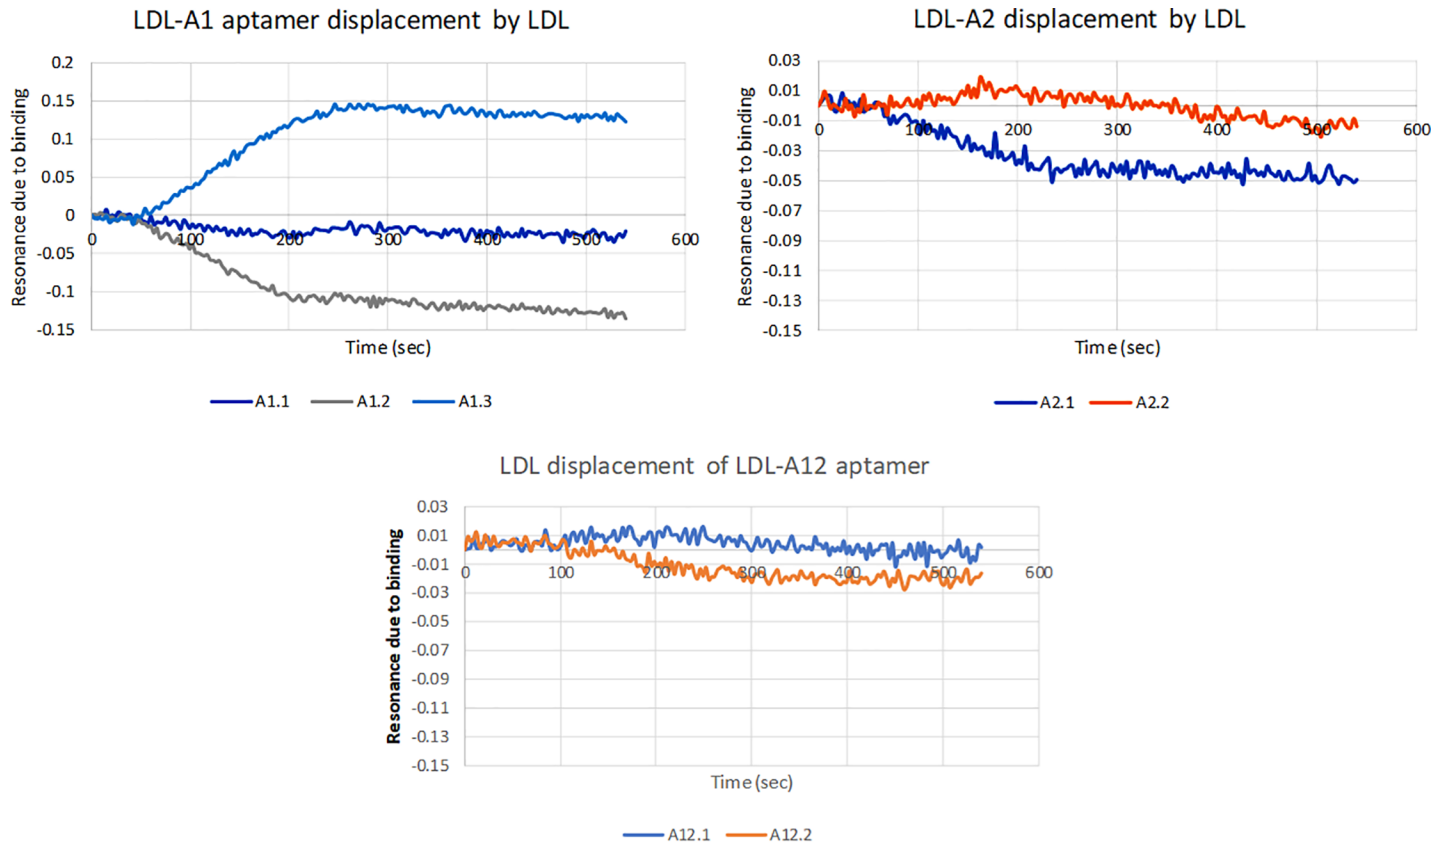 LDL-A1 aptamer displacement by LDL
0.2
0.15
0.1
0.05
0
-0.05
-0.1
-0.15
0 100 200 300 400 500 600
Resonance due to binding
Time (sec)
A1.1 A1.2 A1.3
LDL-A2 displacement by LDL
0.03
0.01
-0.01
-0.03
-0.05
-0.07
-0.09
-0.11
-0.13
-0.15
0 100 200 300 400 500 600
Resonance due to binding
Time (sec)
A2.1 A2.2
LDL displacement of LDL-A12 aptamer
0.03
0.01
-0.01
-0.03
-0.05
-0.07
-0.09
-0.11
-0.13
-0.15
0 100 200 300 400 500 600
Resonance due to binding
Time (sec)
A12.1 A12.2